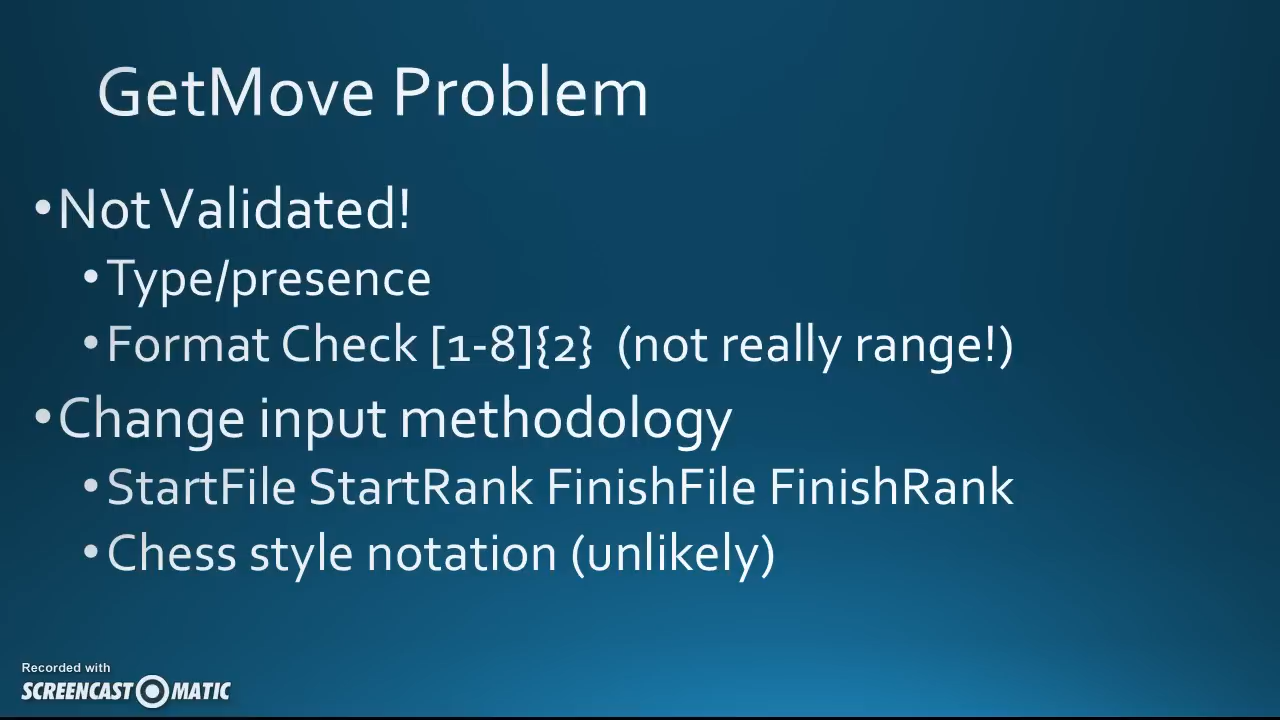 GetMove Problem
•Not Validated!
•Type/presence
•Format Check [1-8]{2} (not really range!)
•Change input methodology
•StartFile StartRank FinishFile FinishRank
•Chess style notation (unlikely)
Recorded with
SCREENCAST MATIC